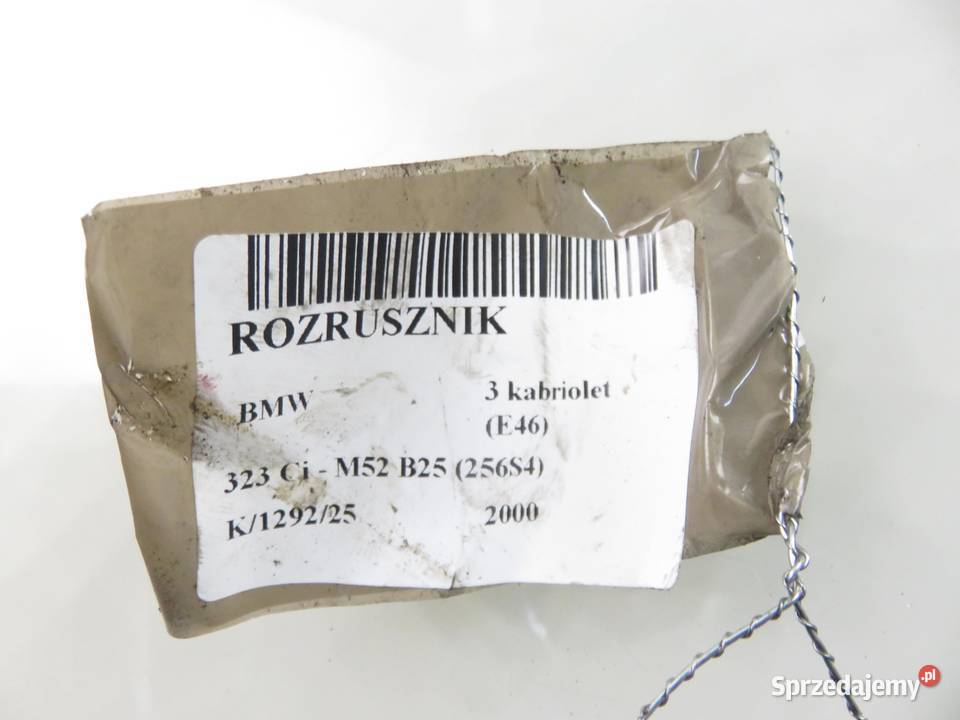 ROZRUSZNIK
BMW
3 kabriolet
(E46)
323 Ci - M52 B25 (256S4)
K/1292/25
2000
Sprzedajemy.pl